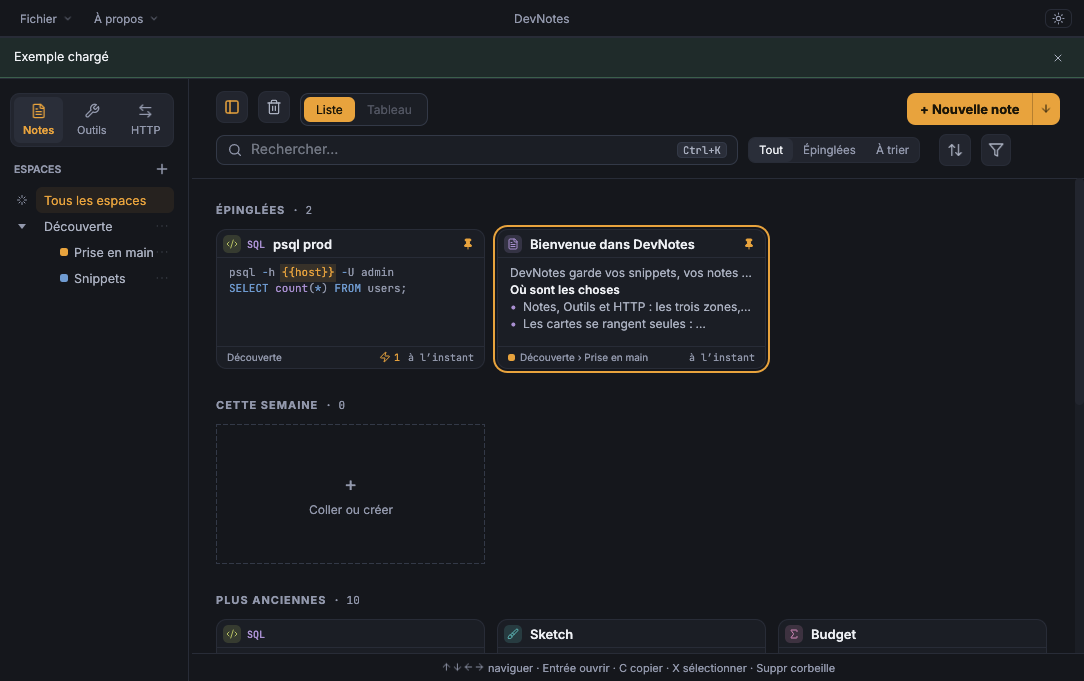 Fichier
À propos
DevNotes
Exemple chargé
Notes
Outils
HTTP
Liste
Tableau
+ Nouvelle note
Rechercher...
Ctrl+K
Tout
Épinglées
À trier
ESPACES
Tous les espaces
Découverte
Prise en main
Snippets
ÉPINGLÉES · 2
</> SQL psql prod
psql -h {{host}} -U admin
SELECT count(*) FROM users;
Découverte
1 à l'instant
Bienvenue dans DevNotes
DevNotes garde vos snippets, vos notes ...
Où sont les choses
• Notes, Outils et HTTP : les trois zones,...
• Les cartes se rangent seules : ...
Découverte › Prise en main
à l'instant
CETTE SEMAINE · 0
+
Coller ou créer
PLUS ANCIENNES · 10
</> SQL
Sketch
Σ Budget
↑↓←→ naviguer · Entrée ouvrir · C copier · X sélectionner · Suppr corbeille